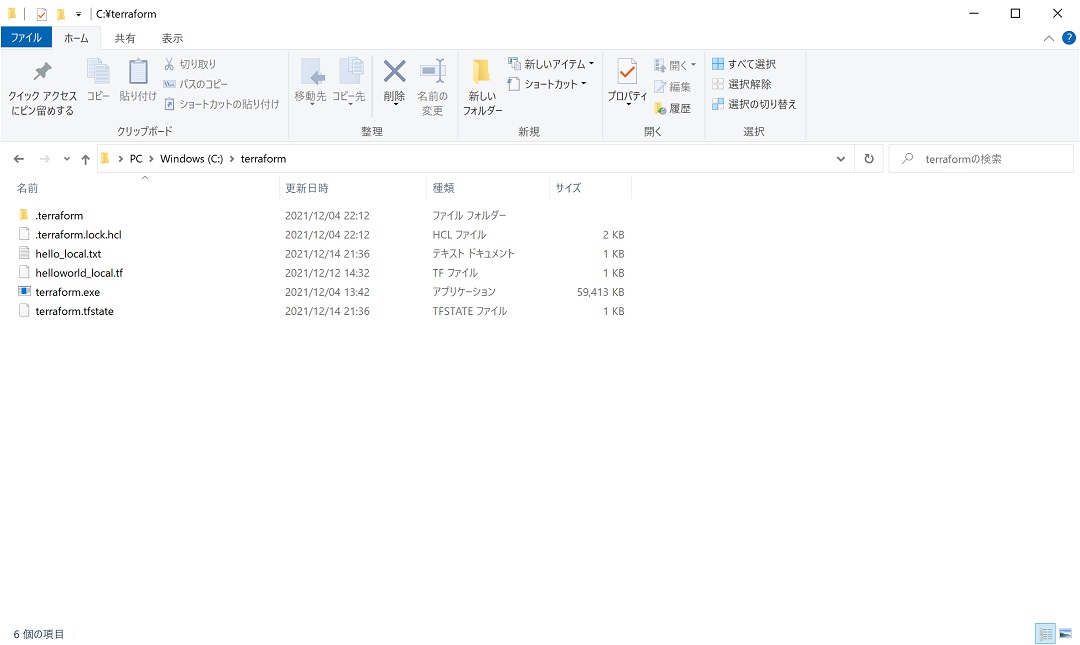 C:¥terraform
ファイル ホーム 共有 表示
クイック アクセス
にピン留めする
コピー
貼り付け
切り取り
パスのコピー
ショートカットの貼り付け
クリップボード
移動先
コピー先
削除
名前の
変更
整理
新しい
フォルダー
新しいアイテム
ショートカット
新規
プロパティ
開く
編集
履歴
開く
すべて選択
選択解除
選択の切り替え
選択
PC Windows (C:) terraform
terraformの検索
名前 更新日時 種類 サイズ
.terraform 2021/12/04 22:12 ファイル フォルダー
.terraform.lock.hcl 2021/12/04 22:12 HCL ファイル 2 KB
hello_local.txt 2021/12/14 21:36 テキスト ドキュメント 1 KB
helloworld_local.tf 2021/12/12 14:32 TF ファイル 1 KB
terraform.exe 2021/12/04 13:42 アプリケーション 59,413 KB
terraform.tfstate 2021/12/14 21:36 TFSTATE ファイル 1 KB
6 個の項目